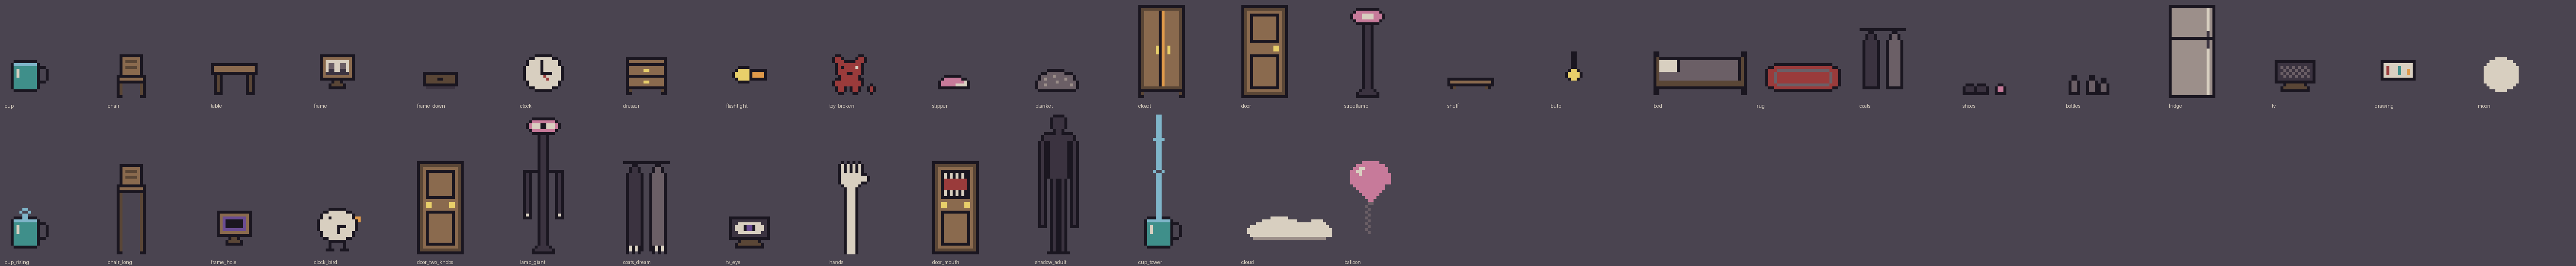 cup chair table frame frame_down clock dresser flashlight toy_broken slipper blanket closet door streetlamp shelf bulb bed rug coats shoes bottles fridge tv drawing moon
cup_rising chair_long frame_hole clock_bird door_two_knobs lamp_giant coats_dream tv_eye hands door_mouth shadow_adult cup_tower cloud balloon